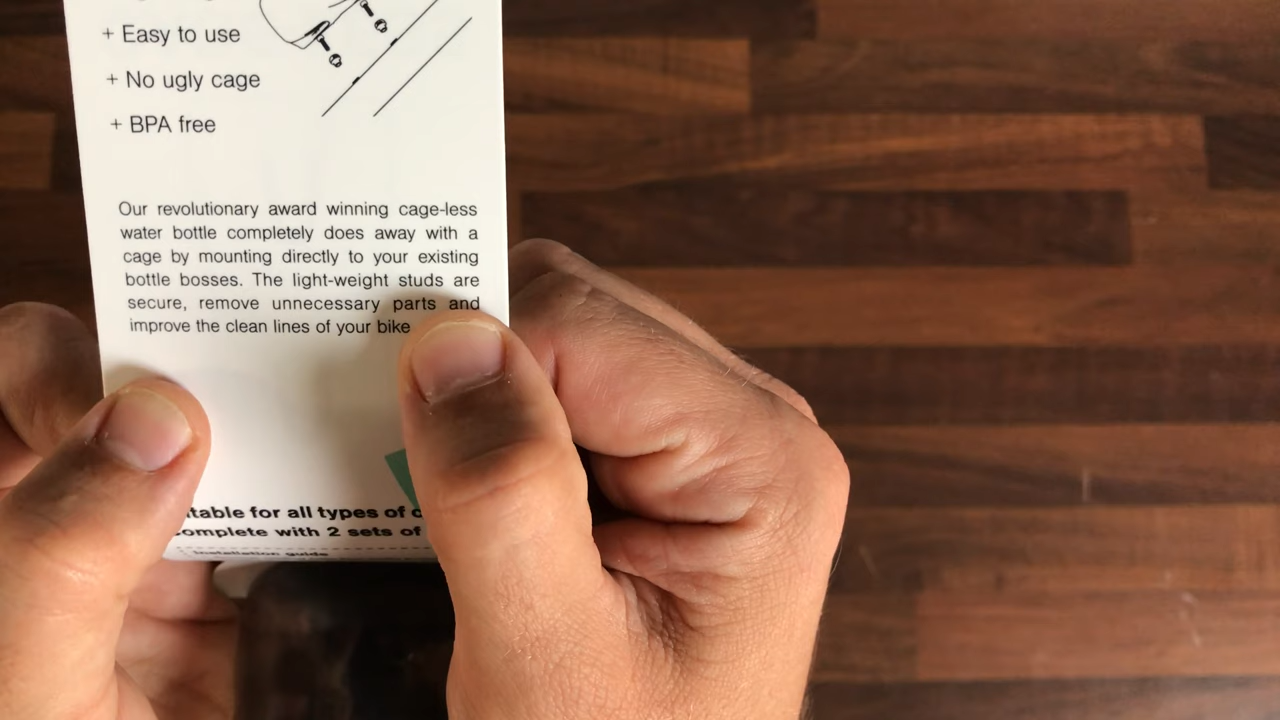 + Easy to use
+ No ugly cage
+ BPA free
Our revolutionary award winning cage-less
water bottle completely does away with a
cage by mounting directly to your existing
bottle bosses. The light-weight studs are
secure, remove unnecessary parts and
improve the clean lines of your bike
for all types of
with 2 sets of
Installation guide